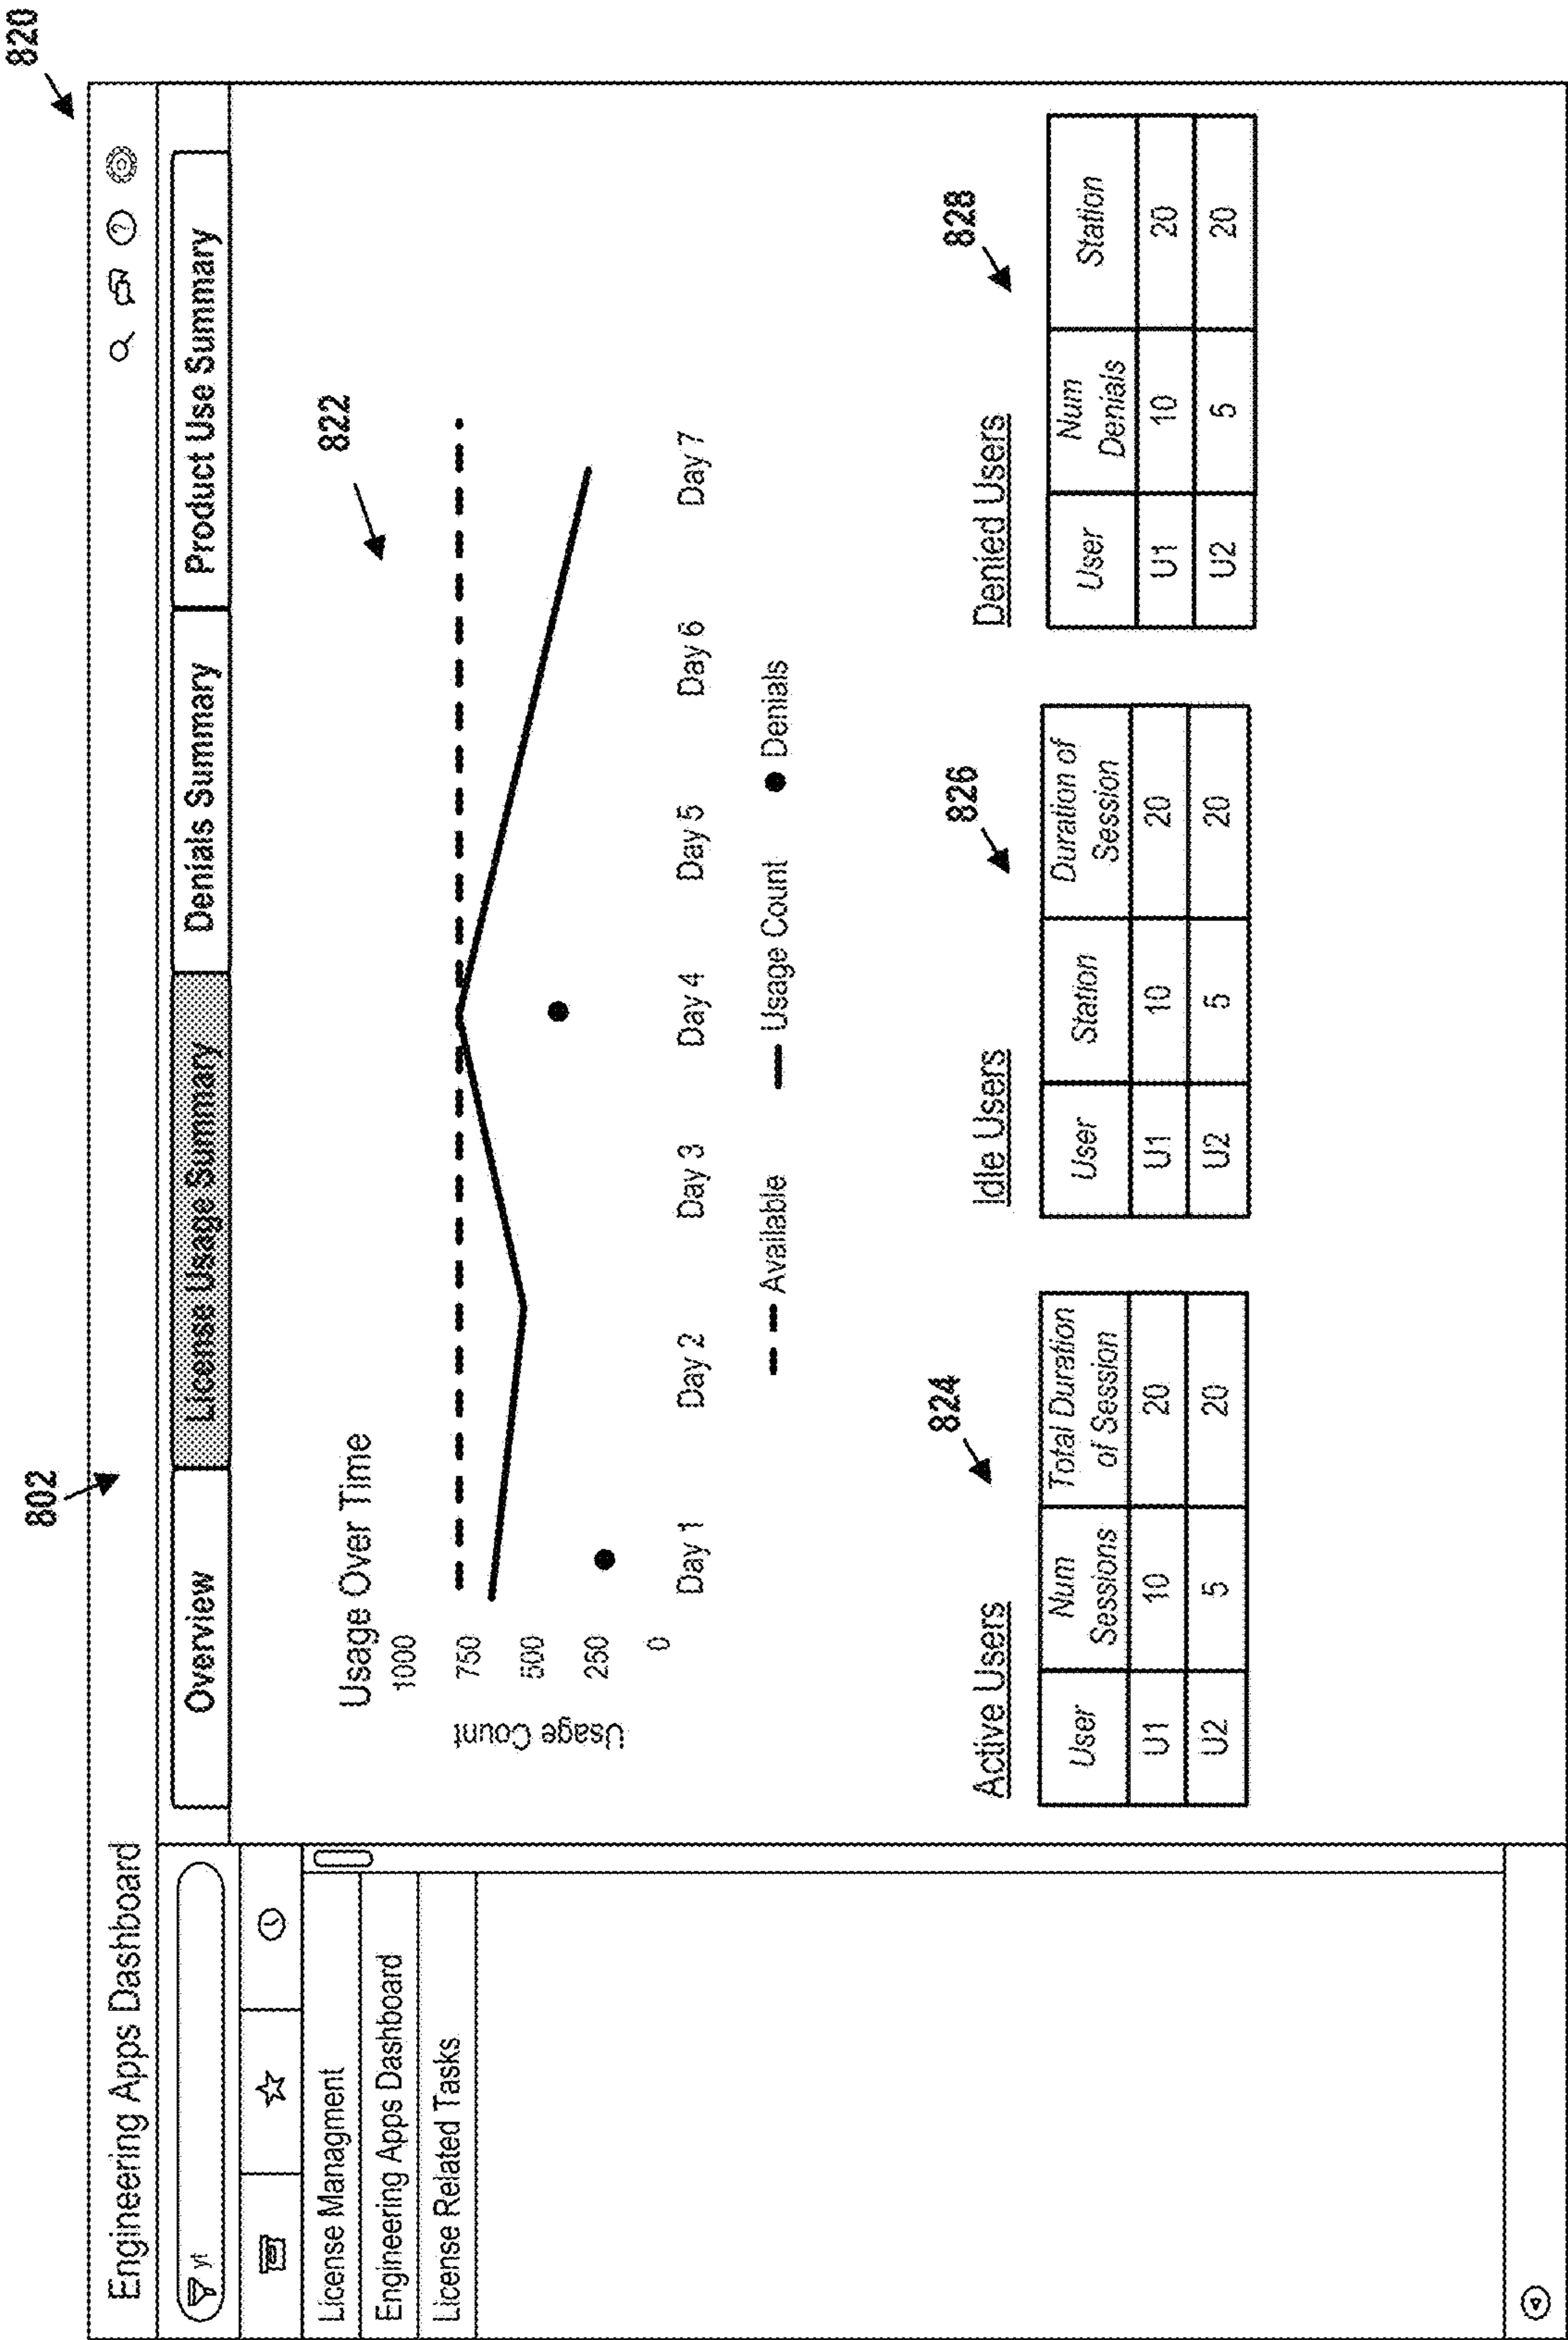 820
802
Engineering Apps Dashboard
yt
License Managment
Engineering Apps Dashboard
License Related Tasks
Overview
License Usage Summary
Denials Summary
Product Use Summary
Usage Over Time
822
Usage Count
1000
750
500
250
0
Day 1 Day 2 Day 3 Day 4 Day 5 Day 6 Day 7
Available Usage Count Denials
824
Active Users
User Num Sessions Total Duration of Session
U1 10 20
U2 5 20
826
Idle Users
User Station Duration of Session
U1 10 20
U2 5 20
828
Denied Users
User Num Denials Station
U1 10 20
U2 5 20